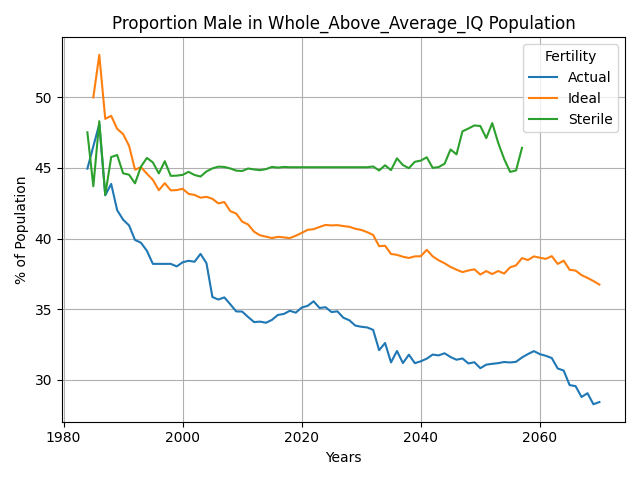 Proportion Male in Whole_Above_Average_IQ Population
Fertility
Actual
Ideal
Sterile
% of Population
50
45
40
35
30
1980
2000
2020
2040
2060
Years